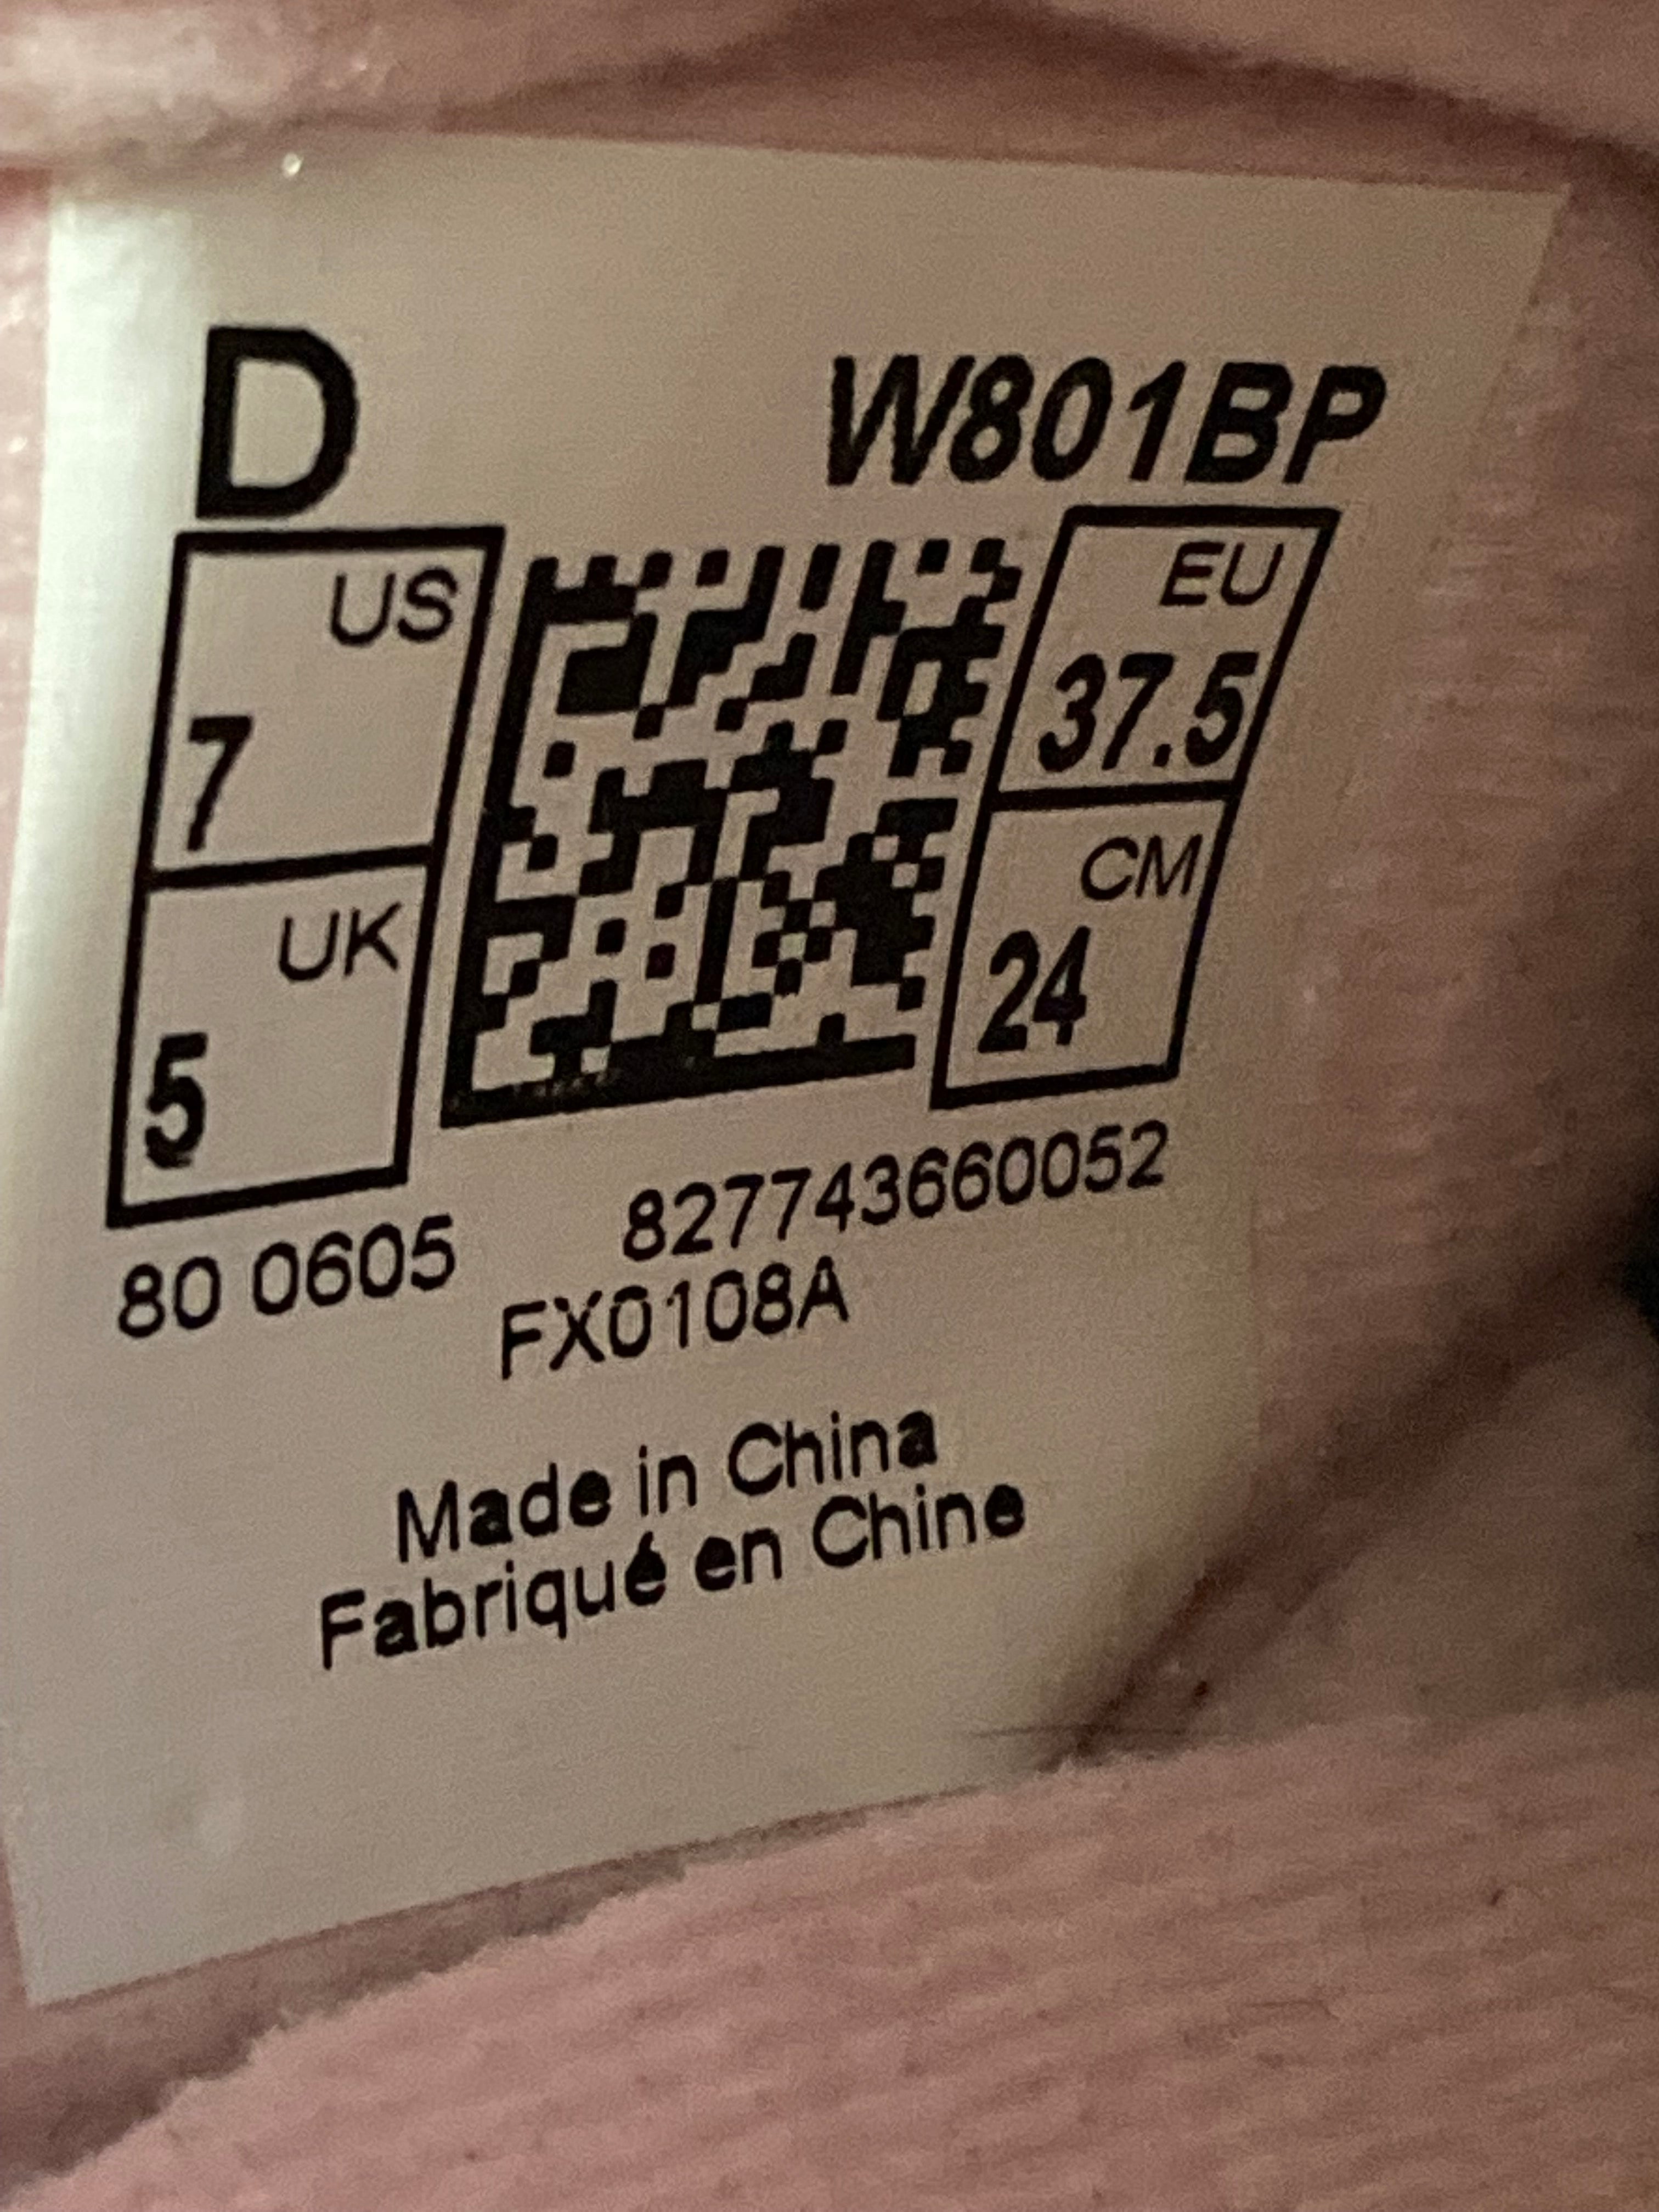 D W801BP
US EU
7 37.5
UK CM
5 24
80 0605 827743660052
FX0108A
Made in China
Fabriqué en Chine